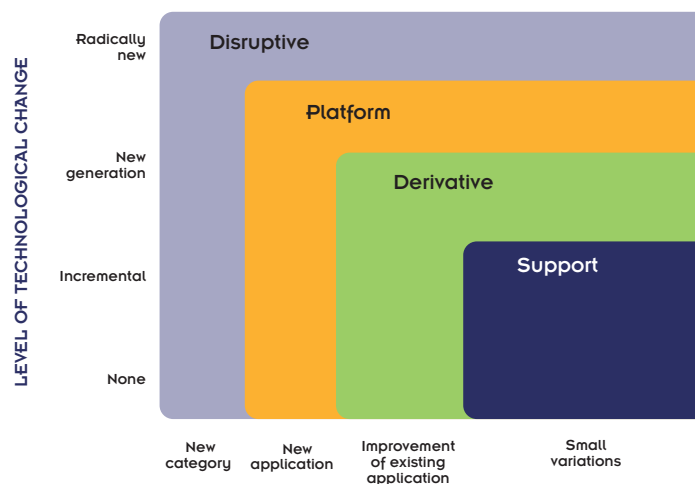 LEVEL OF TECHNOLOGICAL CHANGE
Radically
new
New
generation
Incremental
None
Disruptive
Platform
Derivative
Support
New
category
New
application
Improvement
of existing
application
Small
variations